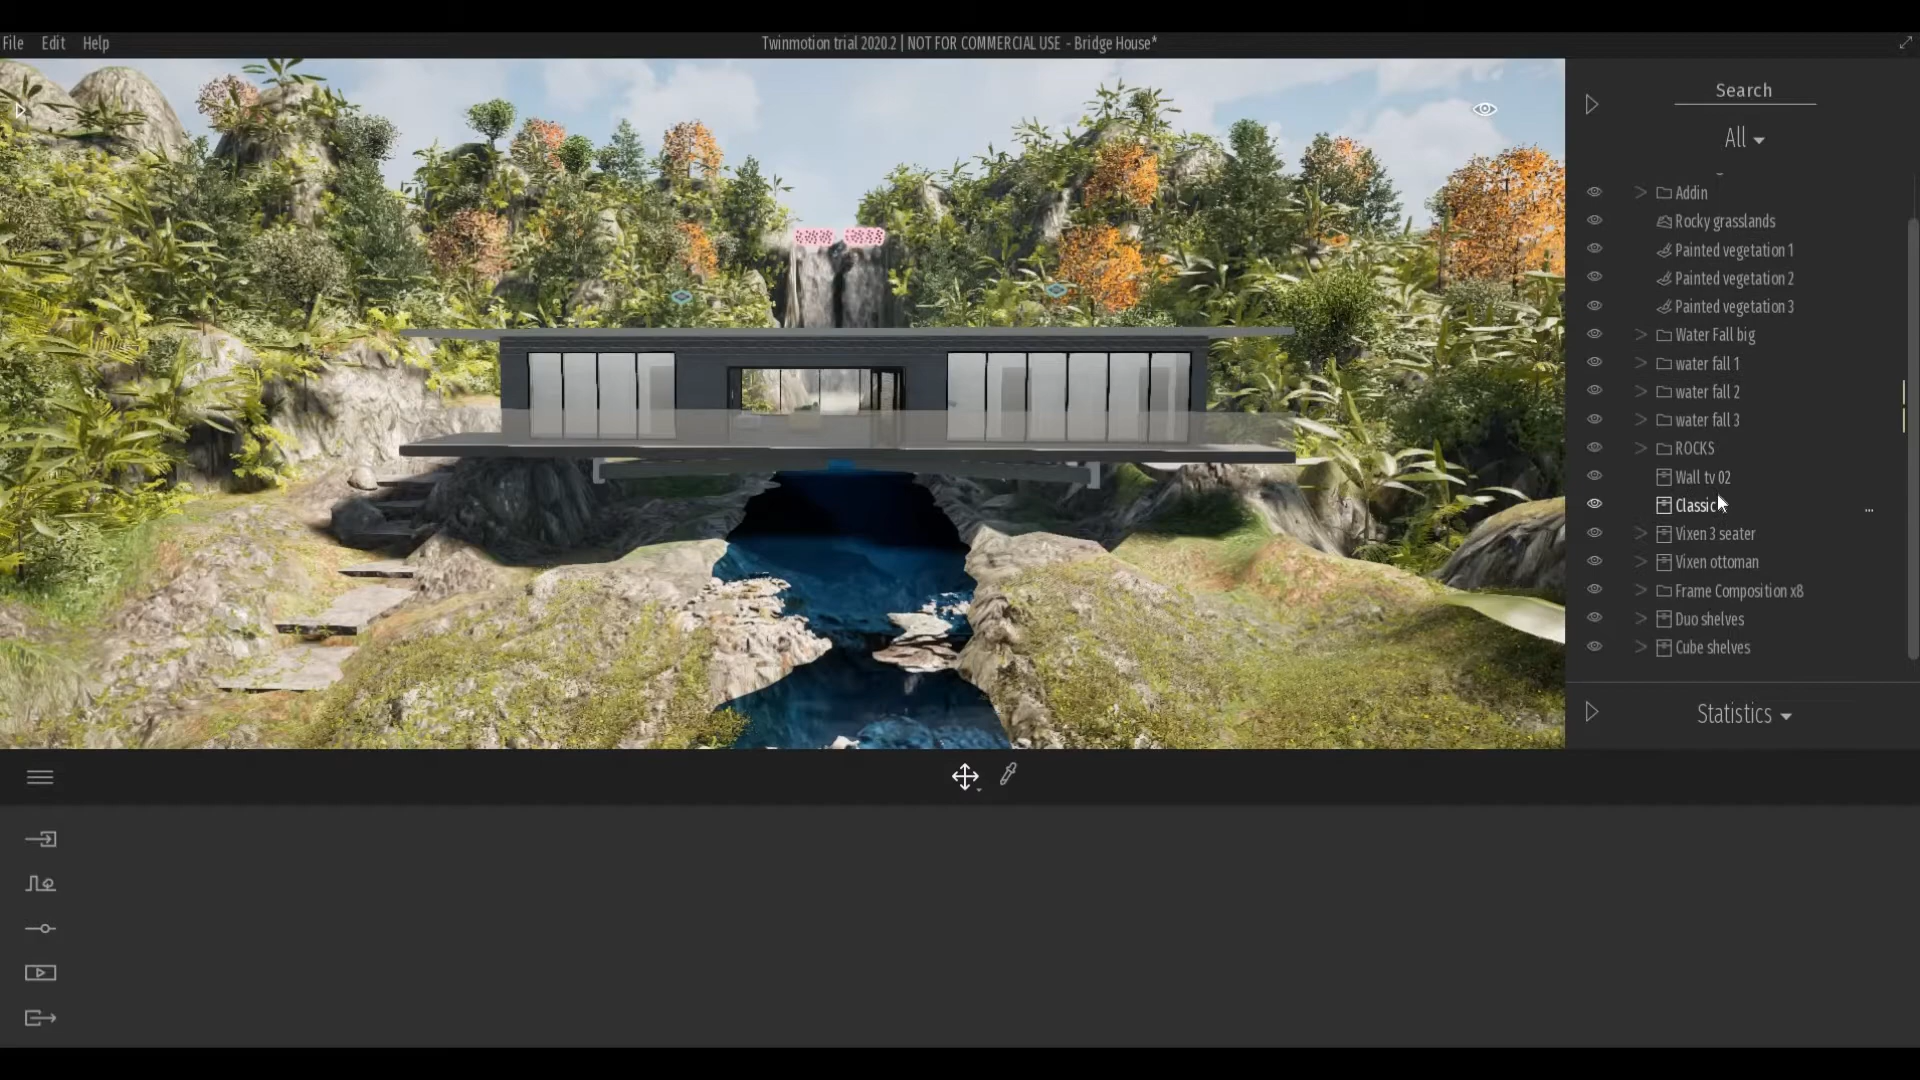 File Edit Help
Twinmotion trial 2020.2 | NOT FOR COMMERCIAL USE - Bridge House*
Search
All
Addin
Rocky grasslands
Painted vegetation 1
Painted vegetation 2
Painted vegetation 3
Water Fall big
water fall 1
water fall 2
water fall 3
ROCKS
Wall tv 02
Classic
...
Vixen 3 seater
Vixen ottoman
Frame Composition x8
Duo shelves
Cube shelves
Statistics